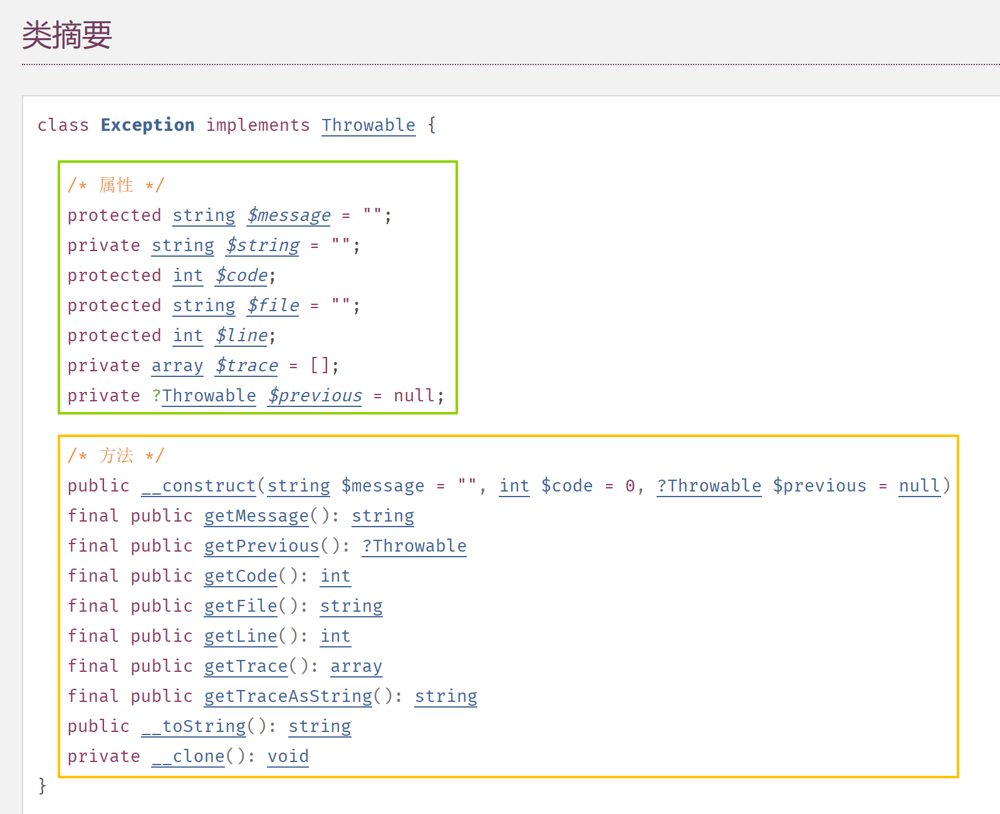 类摘要
class Exception implements Throwable {
/* 属性 */
protected string $message = "";
private string $string = "";
protected int $code;
protected string $file = "";
protected int $line;
private array $trace = [];
private ?Throwable $previous = null;
/* 方法 */
public __construct(string $message = "", int $code = 0, ?Throwable $previous = null)
final public getMessage(): string
final public getPrevious(): ?Throwable
final public getCode(): int
final public getFile(): string
final public getLine(): int
final public getTrace(): array
final public getTraceAsString(): string
public __toString(): string
private __clone(): void
}